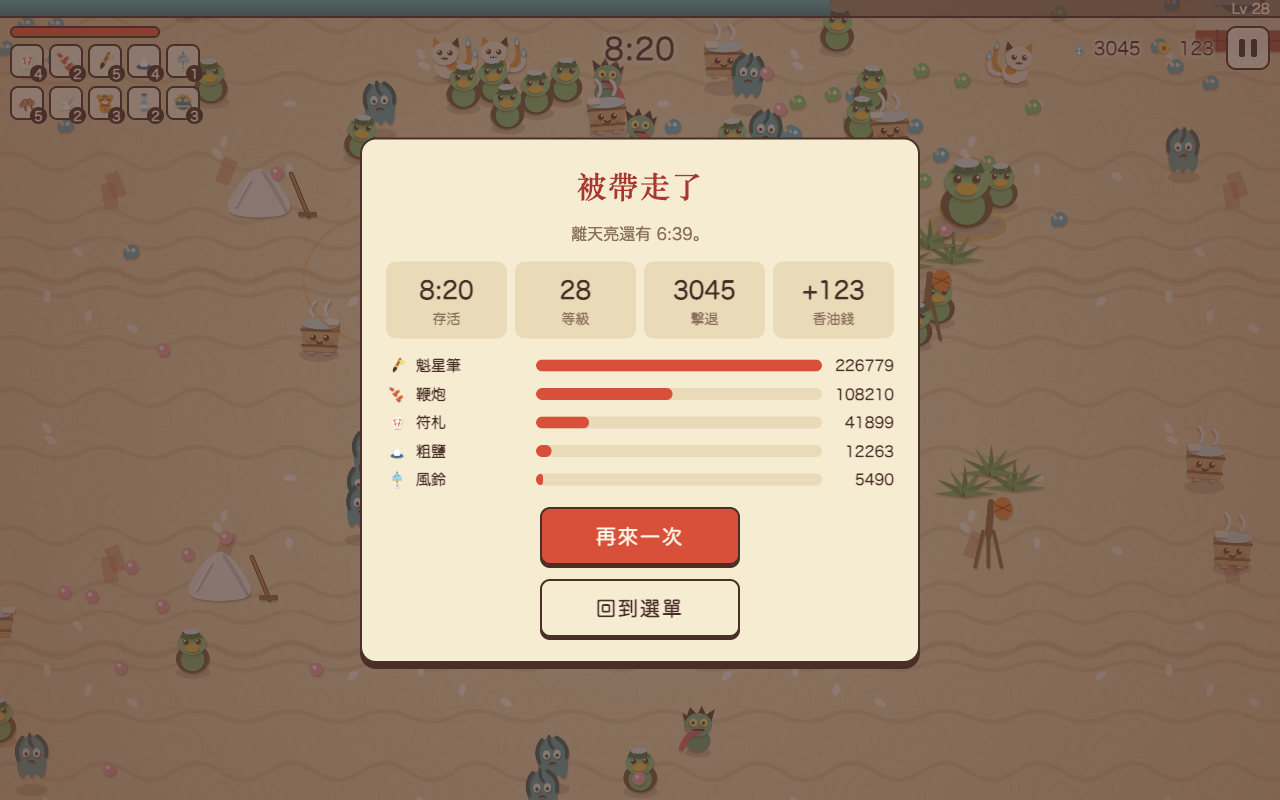 Lv 28
8:20
3045
123
4
2
5
4
1
5
2
3
2
3
被帶走了
離天亮還有 6:39。
8:20
28
3045
+123
存活
等級
擊退
香油錢
魁星筆 226779
鞭炮 108210
符札 41899
粗鹽 12263
風鈴 5490
再來一次
回到選單